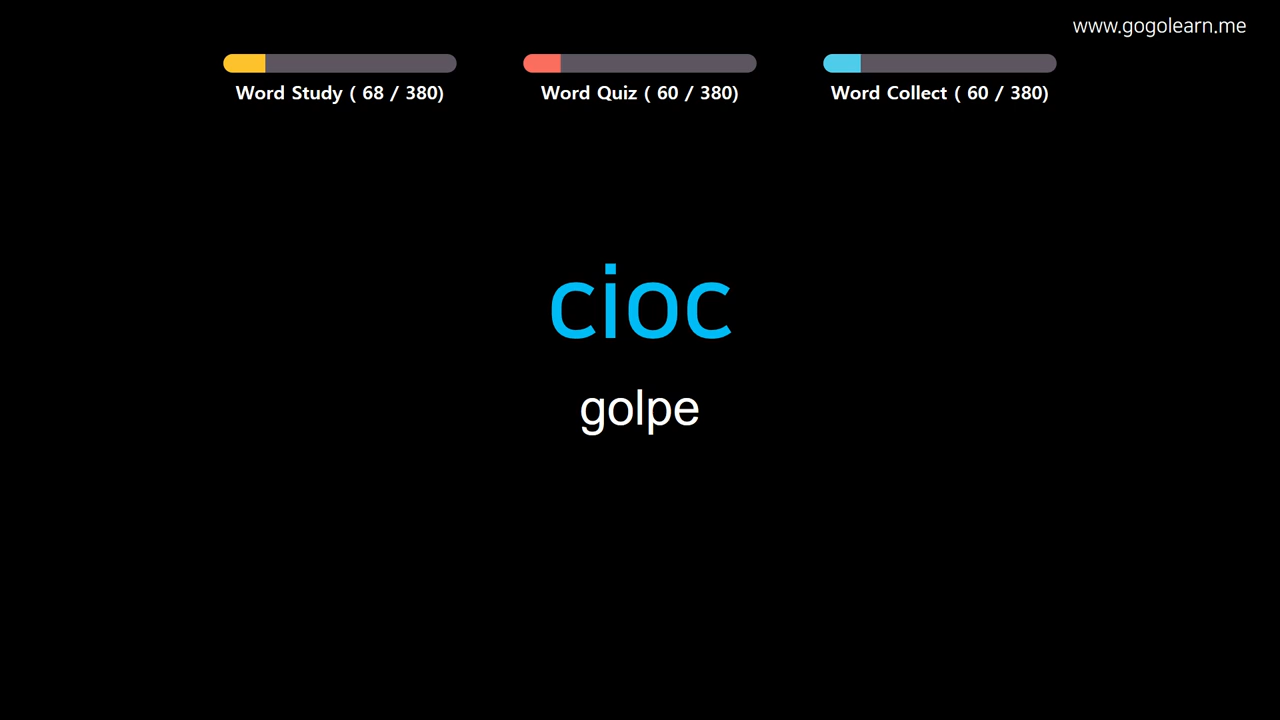 www.gogolearn.me
Word Study ( 68 / 380)
Word Quiz ( 60 / 380)
Word Collect ( 60 / 380)
cioc
golpe